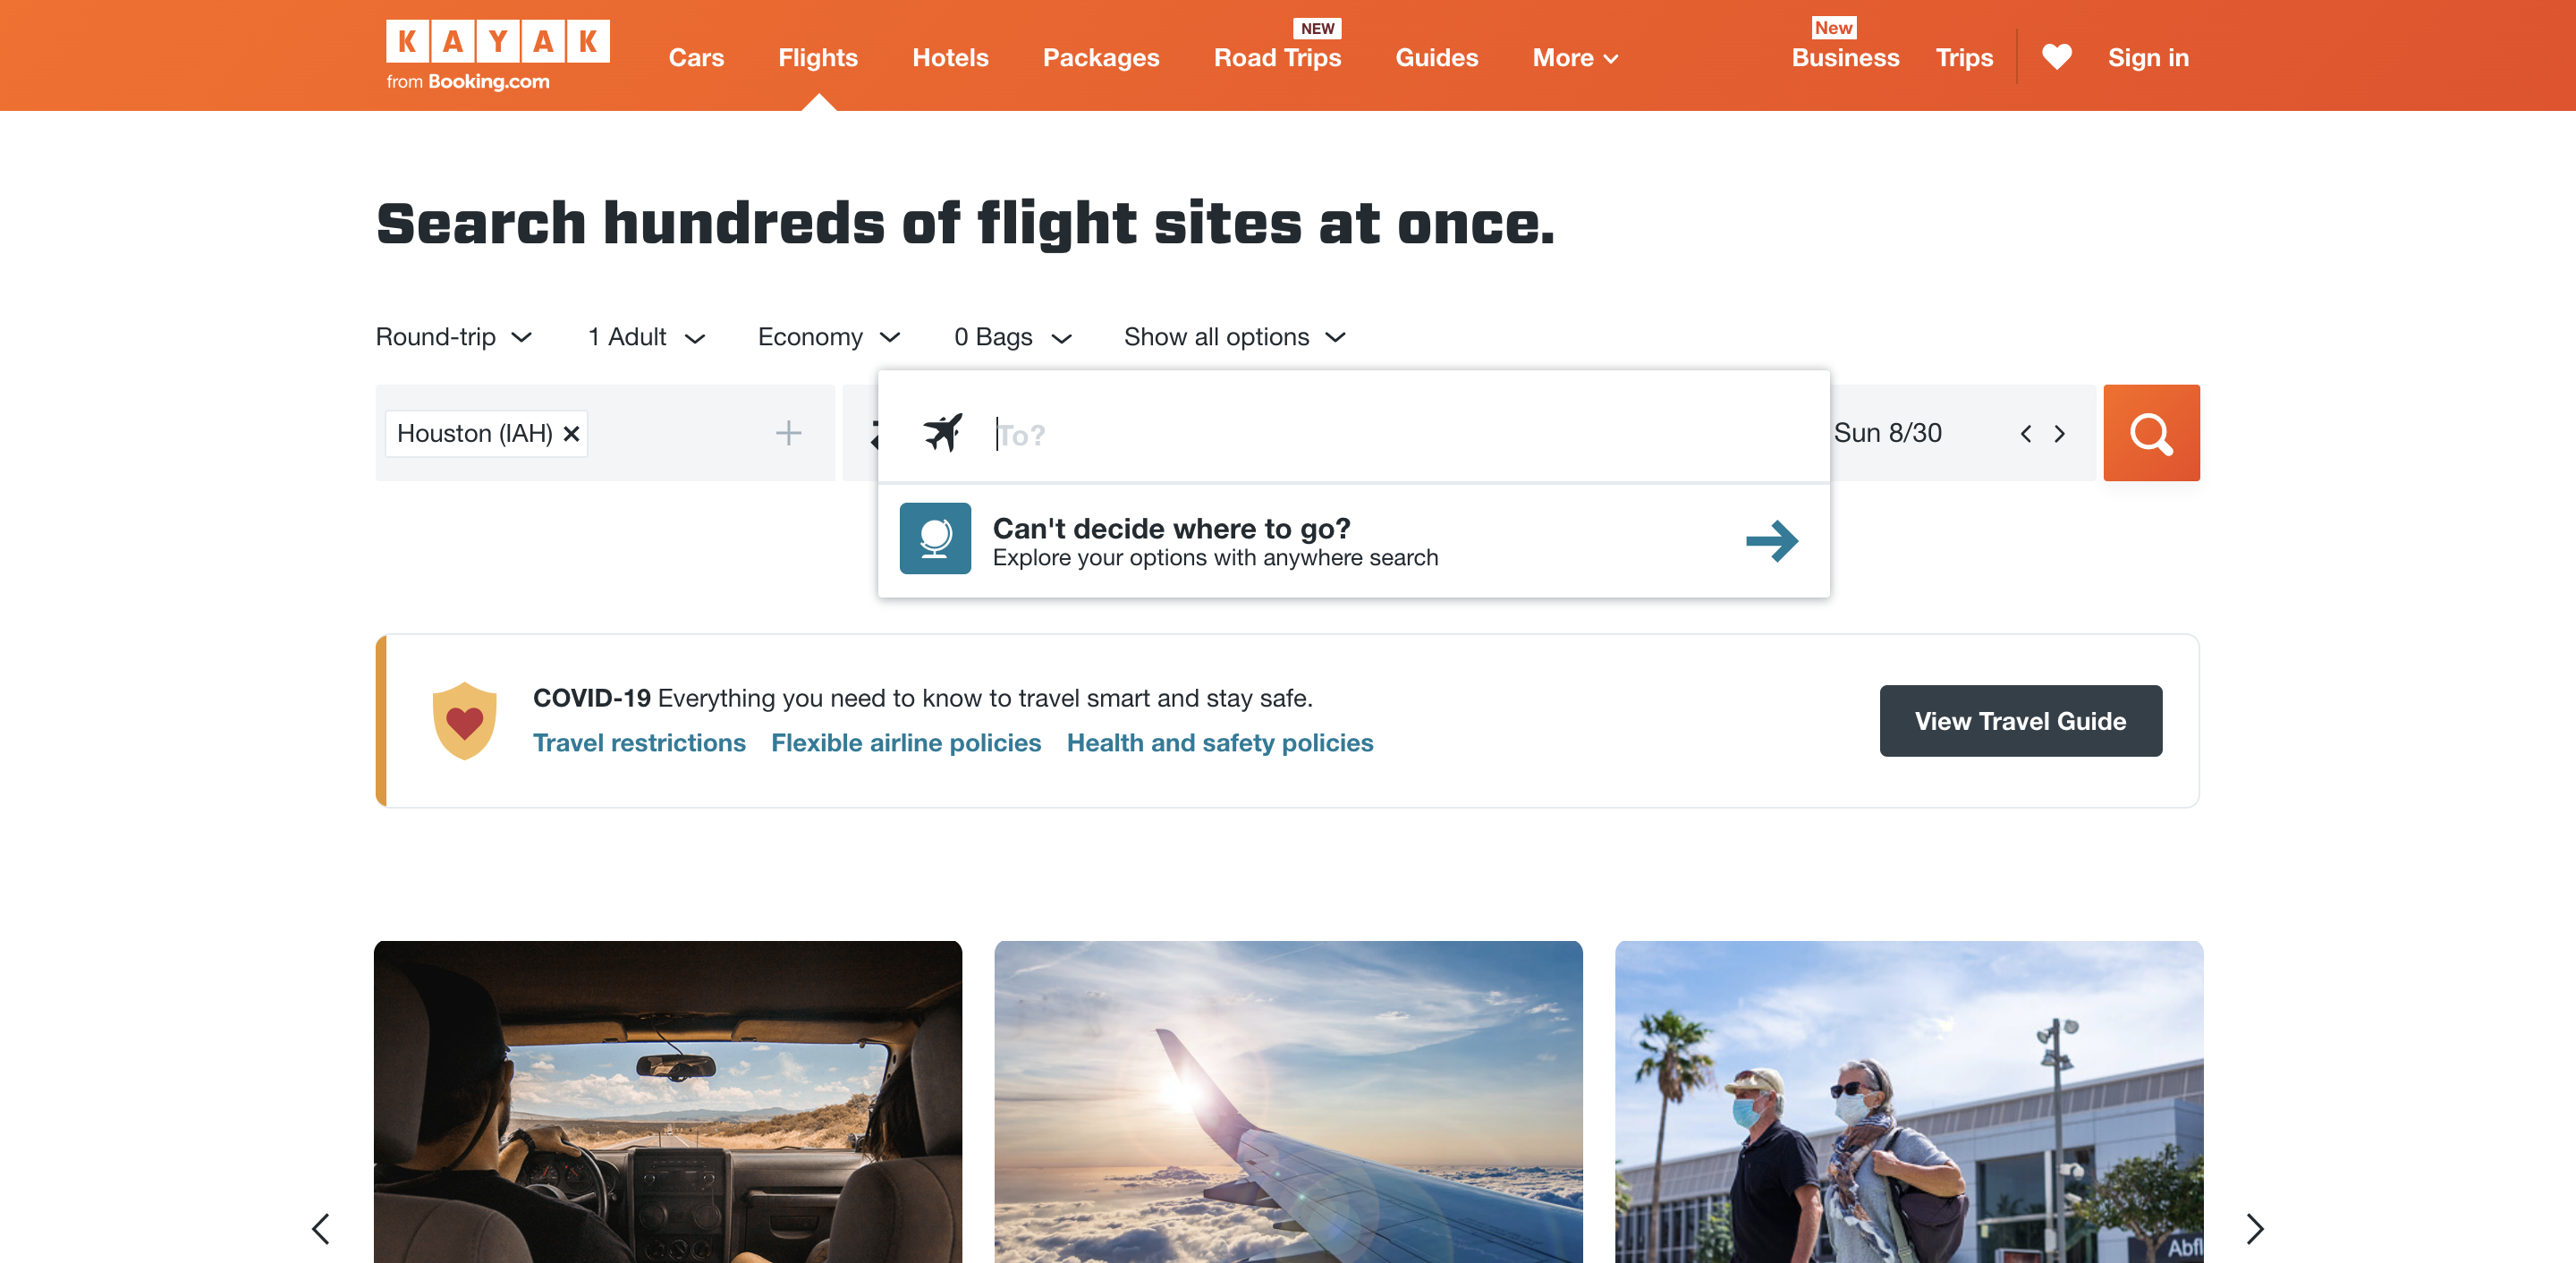 KAYAK
from Booking.com
Cars
Flights
Hotels
Packages
NEW
Road Trips
Guides
More
New
Business
Trips
Sign in
Search hundreds of flight sites at once.
Round-trip
1 Adult
Economy
0 Bags
Show all options
Houston (IAH)
To?
Sun 8/30
Can't decide where to go?
Explore your options with anywhere search
COVID-19 Everything you need to know to travel smart and stay safe.
Travel restrictions
Flexible airline policies
Health and safety policies
View Travel Guide
Abfl